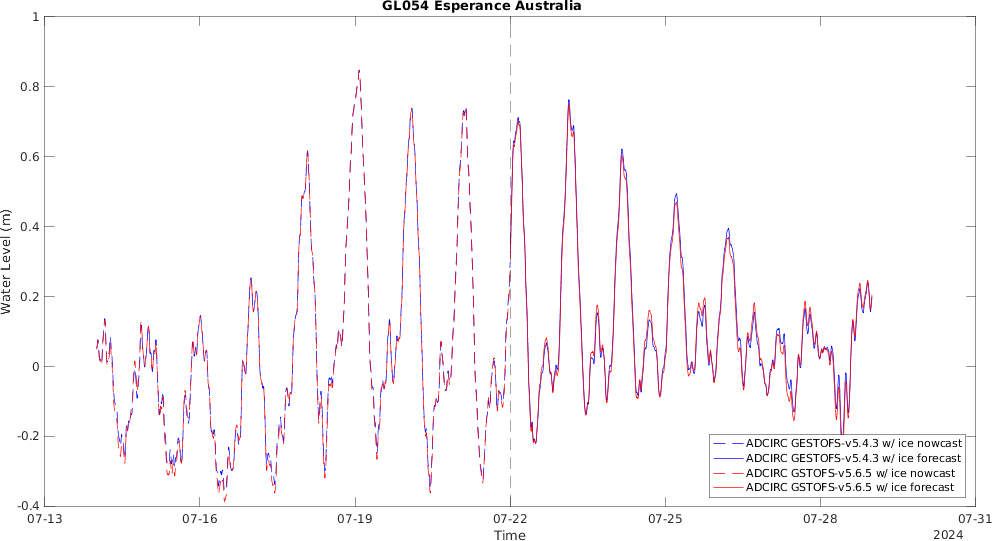 GL054 Esperance Australia
1
0.8
0.6
0.4
0.2
0
-0.2
-0.4
Water Level (m)
07-13 07-16 07-19 07-22 07-25 07-28 07-31
Time
2024
ADCIRC GESTOFS-v5.4.3 w/ ice nowcast
ADCIRC GESTOFS-v5.4.3 w/ ice forecast
ADCIRC GSTOFS-v5.6.5 w/ ice nowcast
ADCIRC GSTOFS-v5.6.5 w/ ice forecast